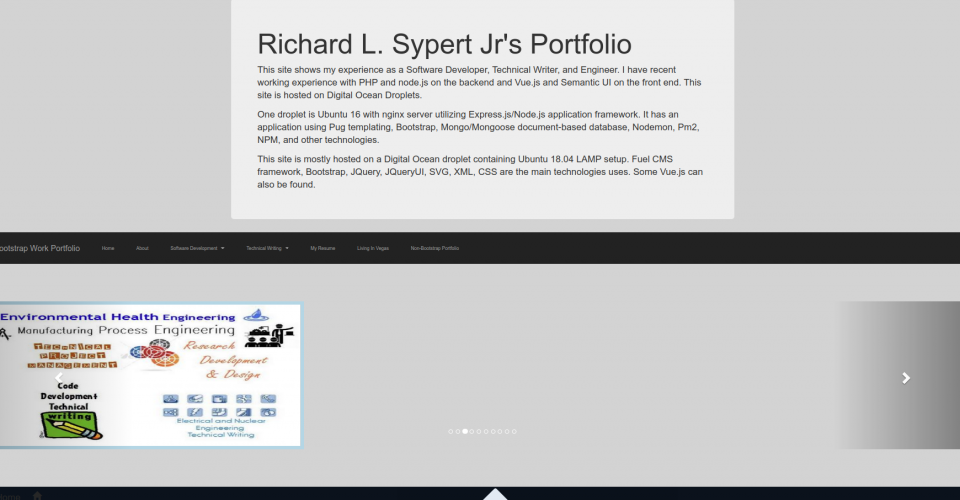 Richard L. Sypert Jr's Portfolio
This site shows my experience as a Software Developer, Technical Writer, and Engineer. I have recent
working experience with PHP and node.js on the backend and Vue.js and Semantic UI on the front end. This
site is hosted on Digital Ocean Droplets.
One droplet is Ubuntu 16 with nginx server utilizing Express.js/Node.js application framework. It has an
application using Pug templating, Bootstrap, Mongo/Mongoose document-based database, Nodemon, Pm2,
NPM, and other technologies.
This site is mostly hosted on a Digital Ocean droplet containing Ubuntu 18.04 LAMP setup. Fuel CMS
framework, Bootstrap, JQuery, JQueryUI, SVG, XML, CSS are the main technologies uses. Some Vue.js can
also be found.
ootstrap Work Portfolio Home About Software Development Technical Writing My Resume Living In Vegas Non-Bootstrap Portfolio
Environmental Health Engineering
Manufacturing Process Engineering
TECHNICAL
PROJECT
MANAGEMENT
Research
Development
& Design
Code
Development
Technical
writing
Electrical and Nuclear
Engineering
Technical Writing